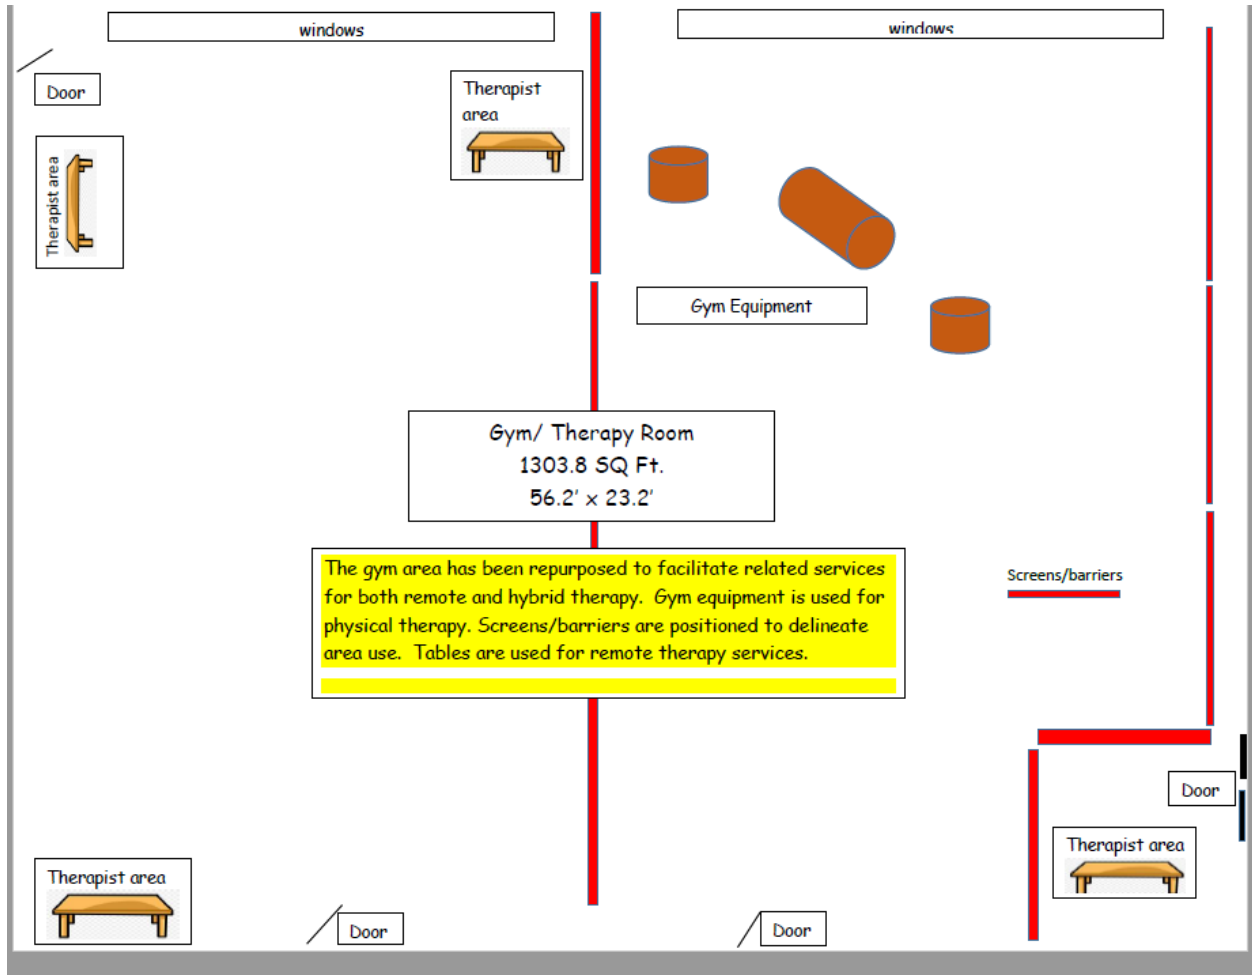 windows
windows
Door
Therapist
area
Therapist area
Gym Equipment
Gym/ Therapy Room
1303.8 SQ Ft.
56.2' x 23.2'
The gym area has been repurposed to facilitate related services
for both remote and hybrid therapy.  Gym equipment is used for
physical therapy. Screens/barriers are positioned to delineate
area use.  Tables are used for remote therapy services.
Screens/barriers
Door
Therapist area
Therapist area
Door
Door